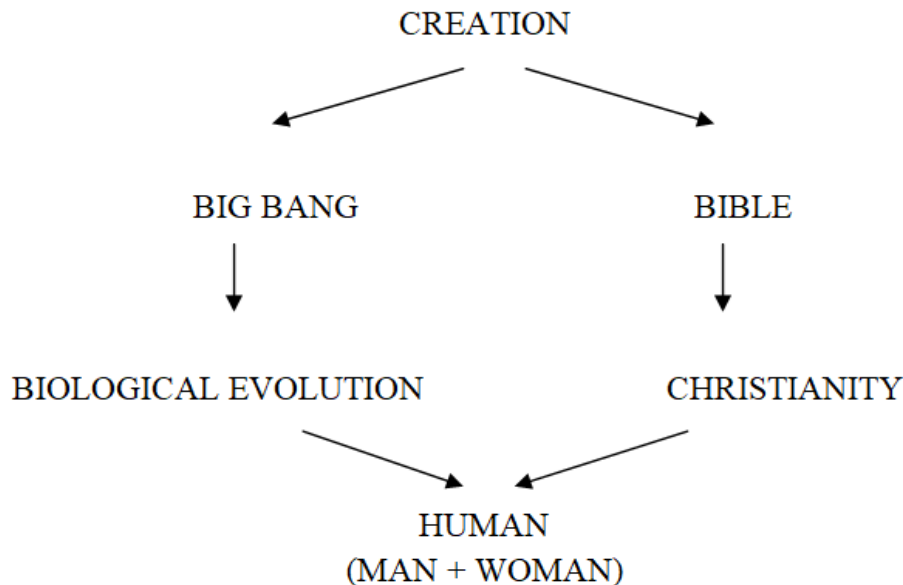 CREATION
BIG BANG
BIBLE
BIOLOGICAL EVOLUTION
CHRISTIANITY
HUMAN
(MAN + WOMAN)